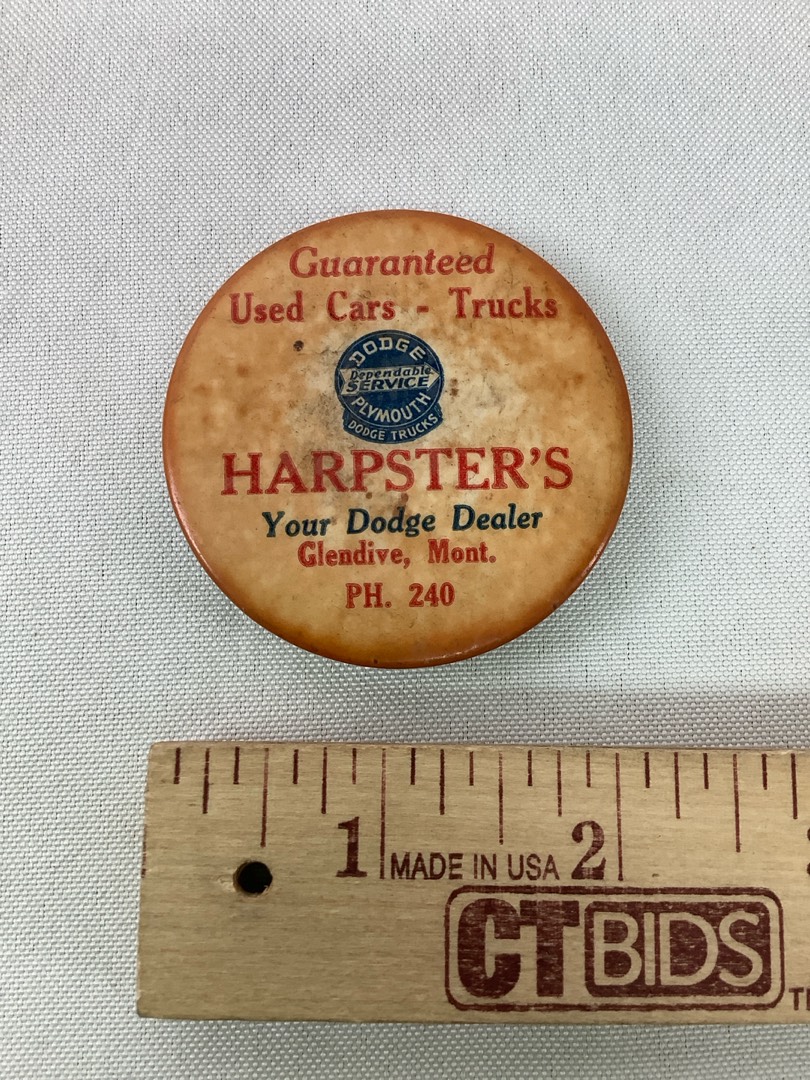 Guaranteed
Used Cars - Trucks
DODGE
Dependable
SERVICE
PLYMOUTH
DODGE TRUCKS
HARPSTER'S
Your Dodge Dealer
Glendive, Mont.
PH. 240
1 MADE IN USA 2
CTBIDS